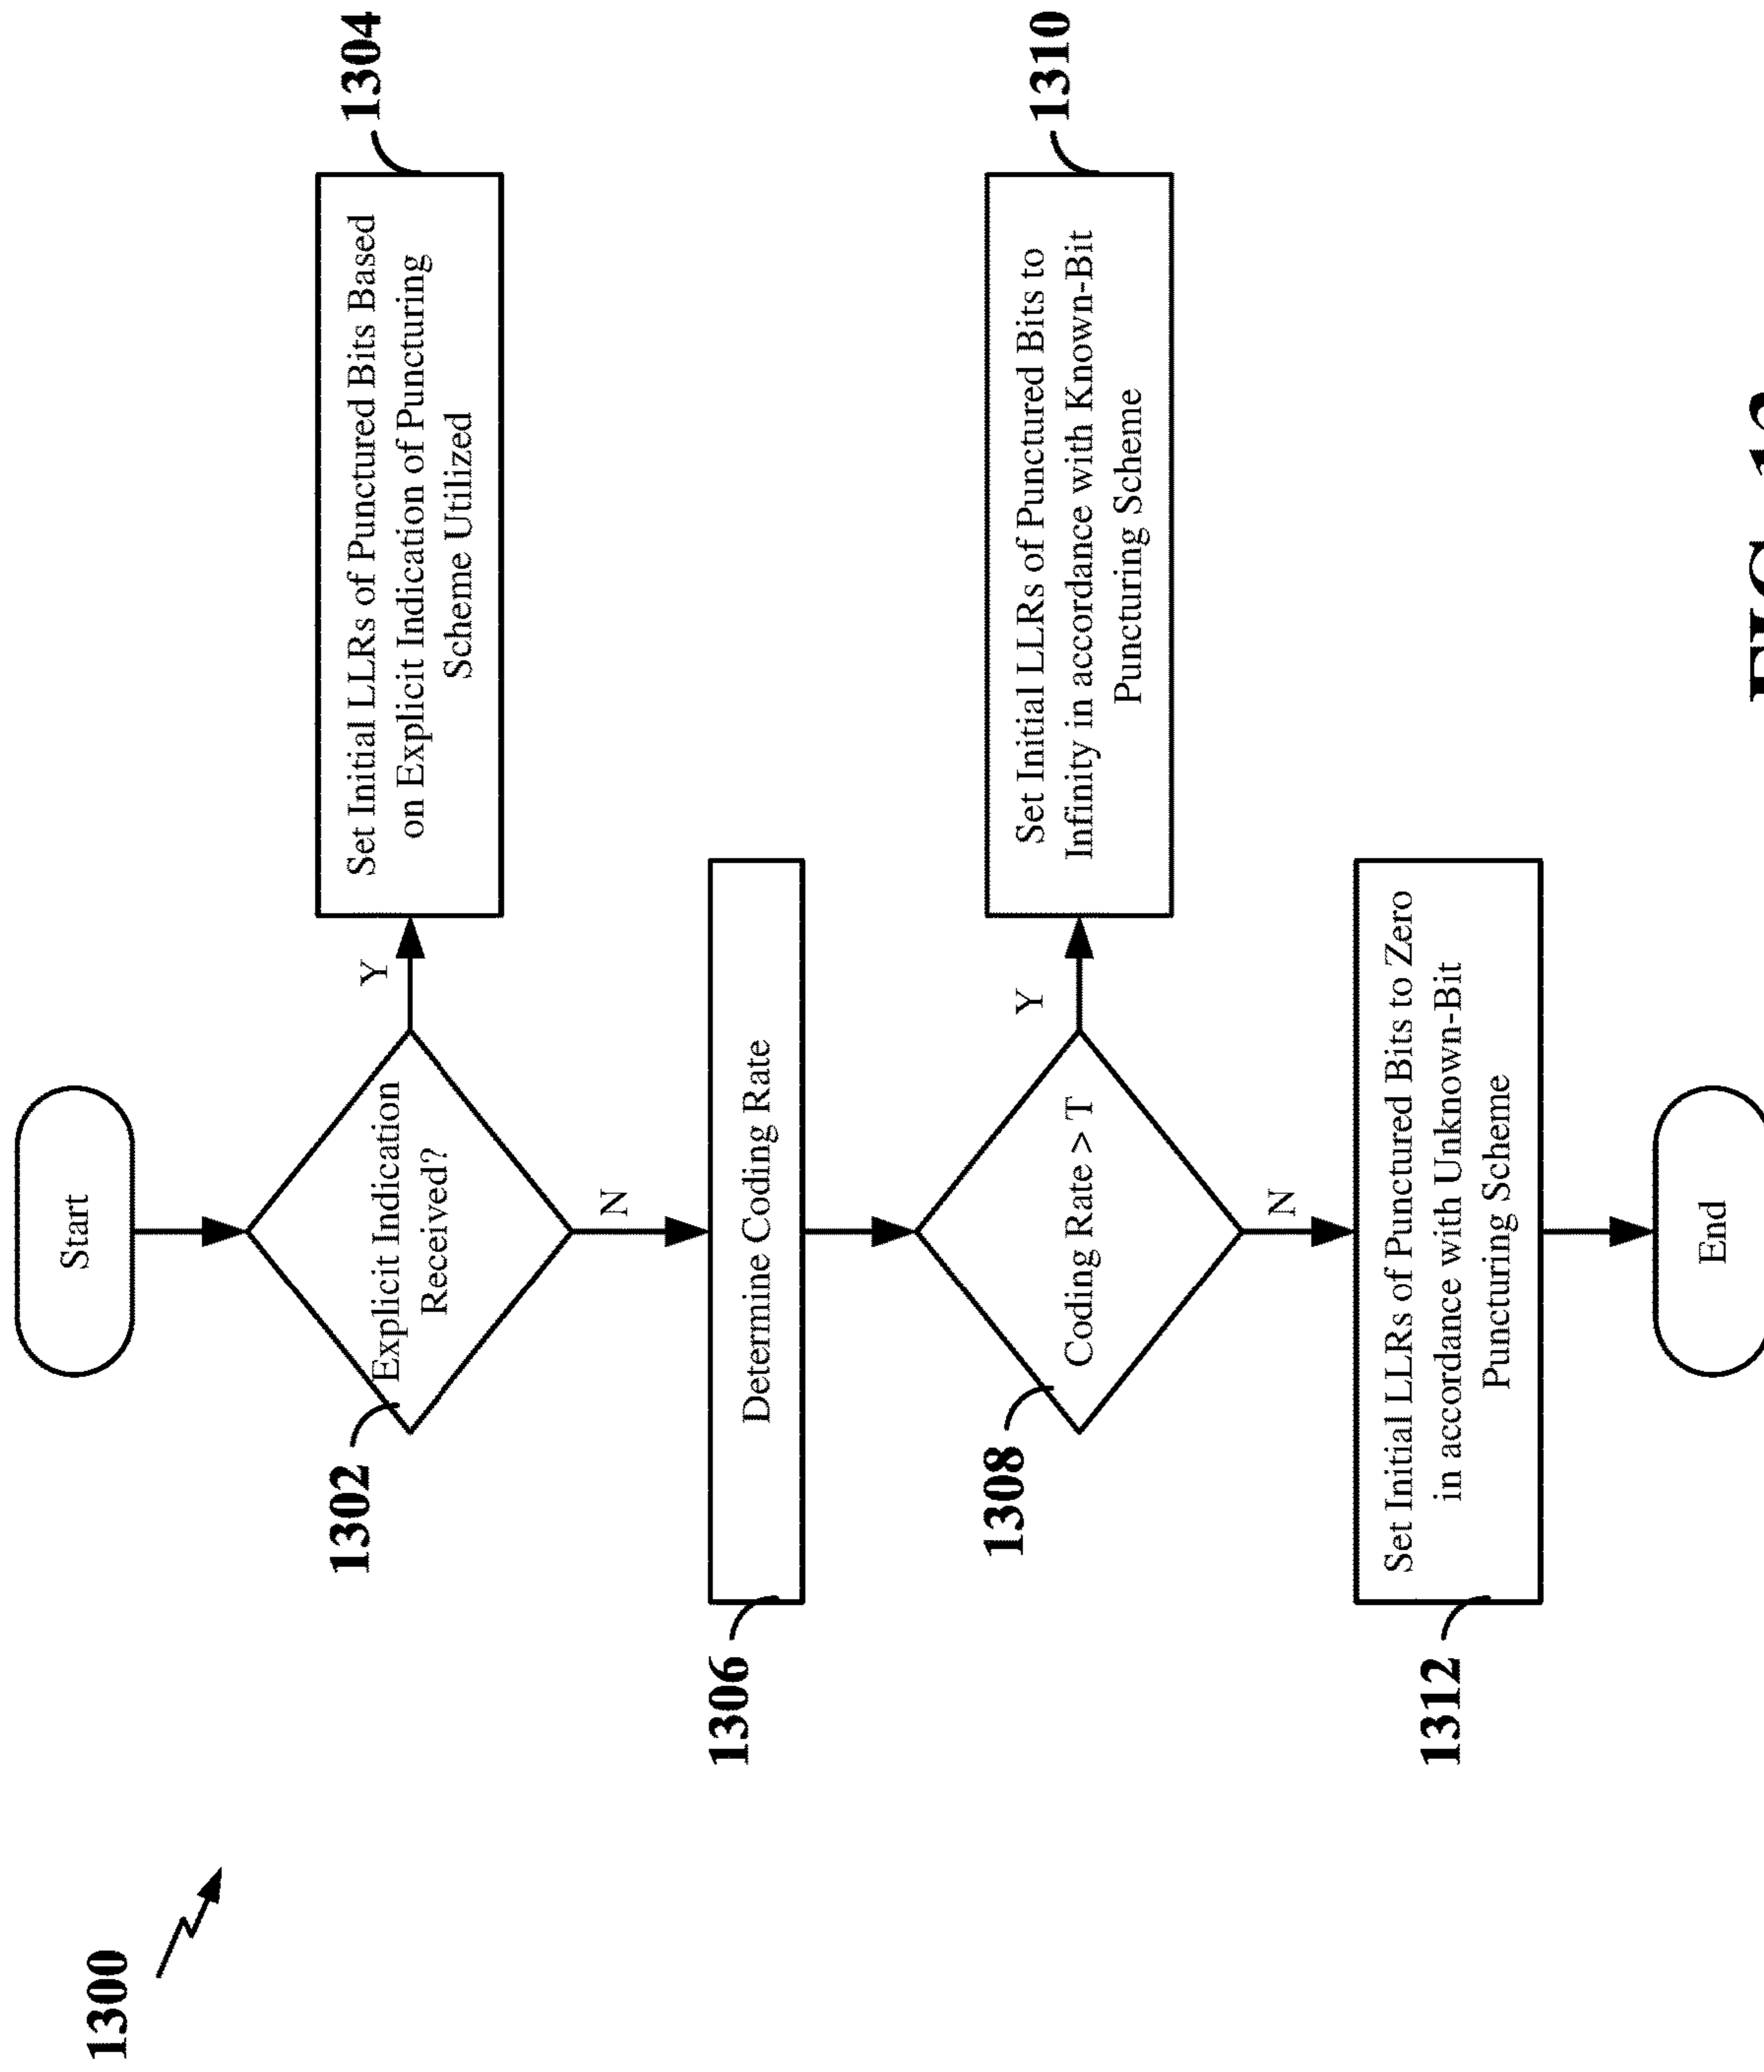 1300
Start
1302
Explicit Indication
Received?
Y
1304
Set Initial LLRs of Punctured Bits Based
on Explicit Indication of Puncturing
Scheme Utilized
N
1306
Determine Coding Rate
1308
Coding Rate > T
Y
1310
Set Initial LLRs of Punctured Bits to
Infinity in accordance with Known-Bit
Puncturing Scheme
N
1312
Set Initial LLRs of Punctured Bits to Zero
in accordance with Unknown-Bit
Puncturing Scheme
End